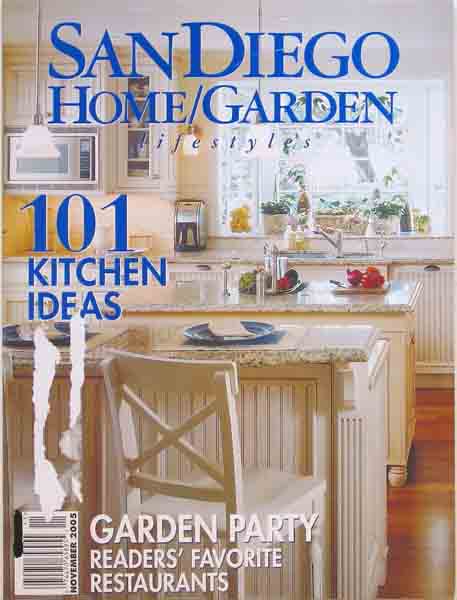 SAN DIEGO
HOME/GARDEN
lifestyles
101
KITCHEN
IDEAS
GARDEN PARTY
READERS' FAVORITE
RESTAURANTS
NOVEMBER 2005